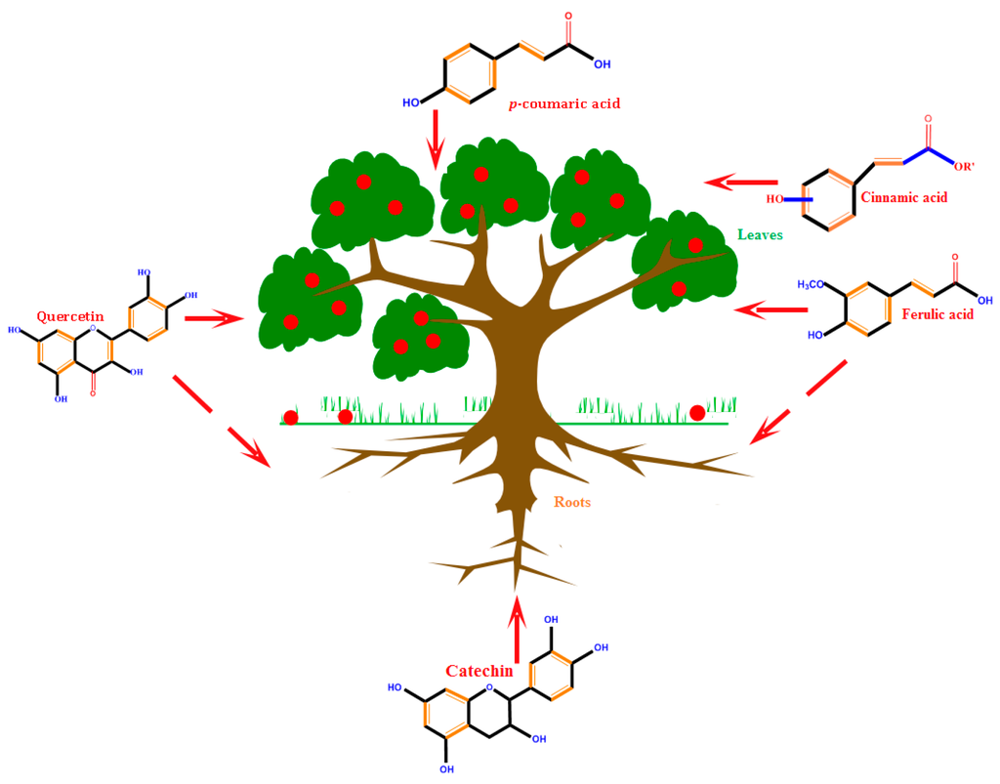 O
OH
HO
p-coumaric acid
O
OR'
HO
Cinnamic acid
Leaves
HO
OH
Quercetin
HO
O
OH
O
OH
O
H₃CO
OH
Ferulic acid
HO
Roots
OH
OH
Catechin
HO
O
OH
OH